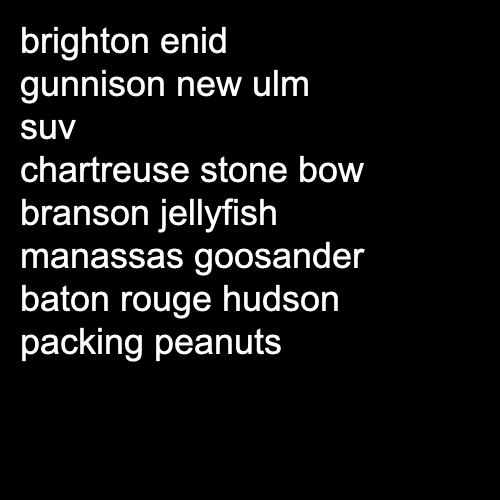 brighton enid
gunnison new ulm
suv
chartreuse stone bow
branson jellyfish
manassas goosander
baton rouge hudson
packing peanuts